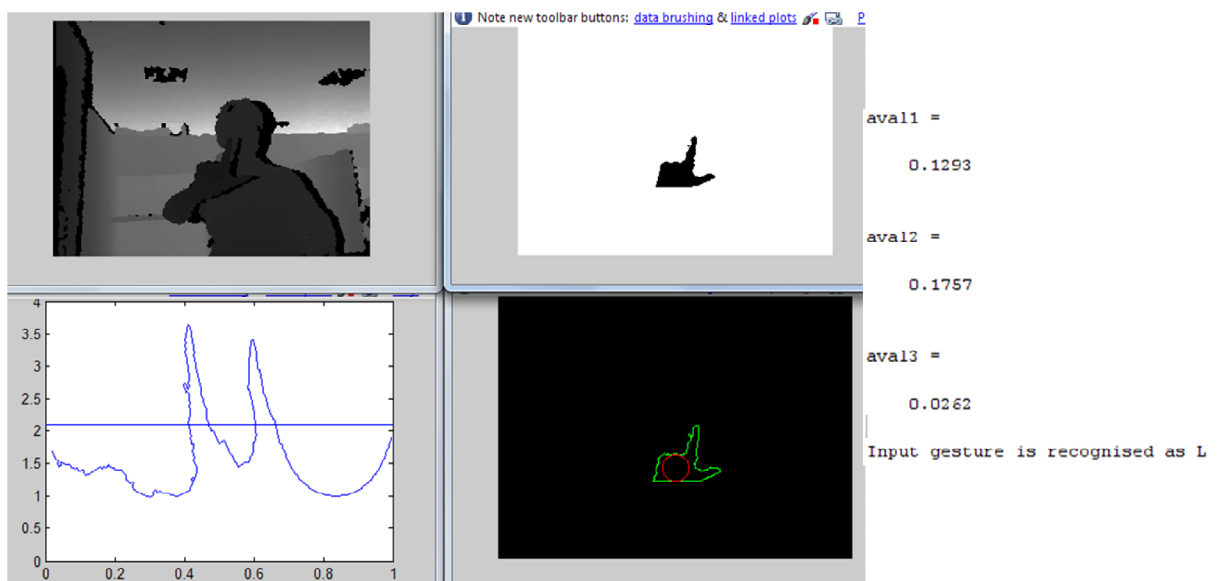 Note new toolbar buttons: data brushing & linked plots P
4
3.5
3
2.5
2
1.5
1
0.5
0
0 0.2 0.4 0.6 0.8 1
aval1 =
0.1293
aval2 =
0.1757
aval3 =
0.0262
Input gesture is recognised as L